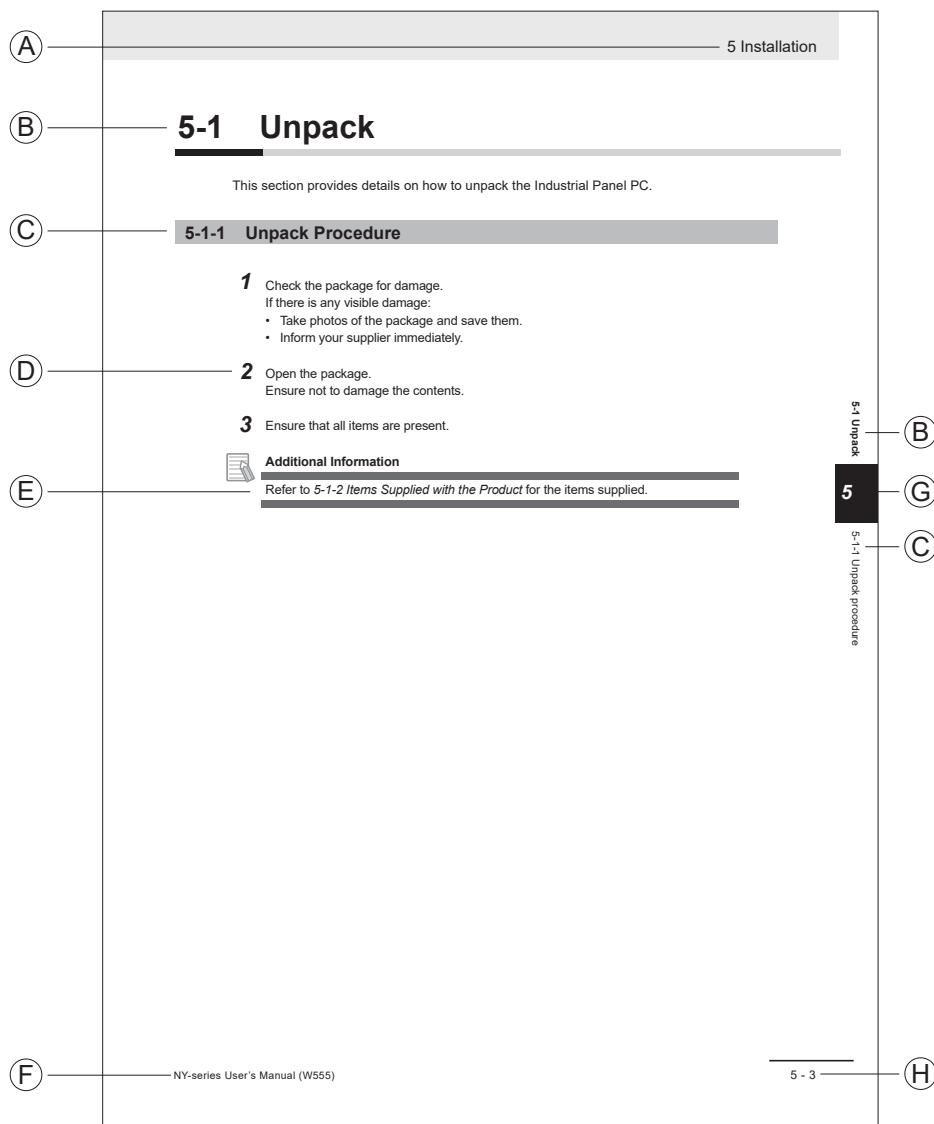 A
5 Installation
B
5-1 Unpack
This section provides details on how to unpack the Industrial Panel PC.
C
5-1-1 Unpack Procedure
1 Check the package for damage.
If there is any visible damage:
• Take photos of the package and save them.
• Inform your supplier immediately.
D
2 Open the package.
Ensure not to damage the contents.
3 Ensure that all items are present.
Additional Information
E
Refer to 5-1-2 Items Supplied with the Product for the items supplied.
5-1 Unpack
B
5
G
5-1-1 Unpack procedure
C
F
NY-series User's Manual (W555)
5 - 3
H